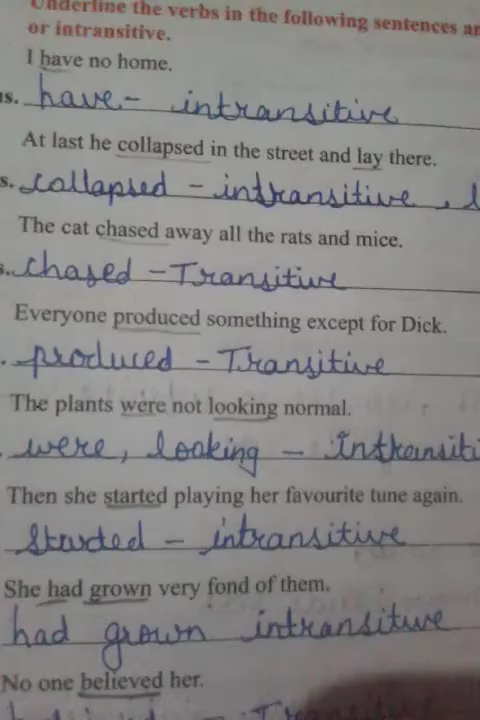 Underline the verbs in the following sentences
or intransitive.
I have no home.
have - intransitive
At last he collapsed in the street and lay there.
collapsed - intransitive,
The cat chased away all the rats and mice.
chased - Transitive
Everyone produced something except for Dick.
produced - Transitive
The plants were not looking normal.
were, looking - Intransiti
Then she started playing her favourite tune again.
Started - intransitive
She had grown very fond of them.
had grown intransitive
No one believed her.